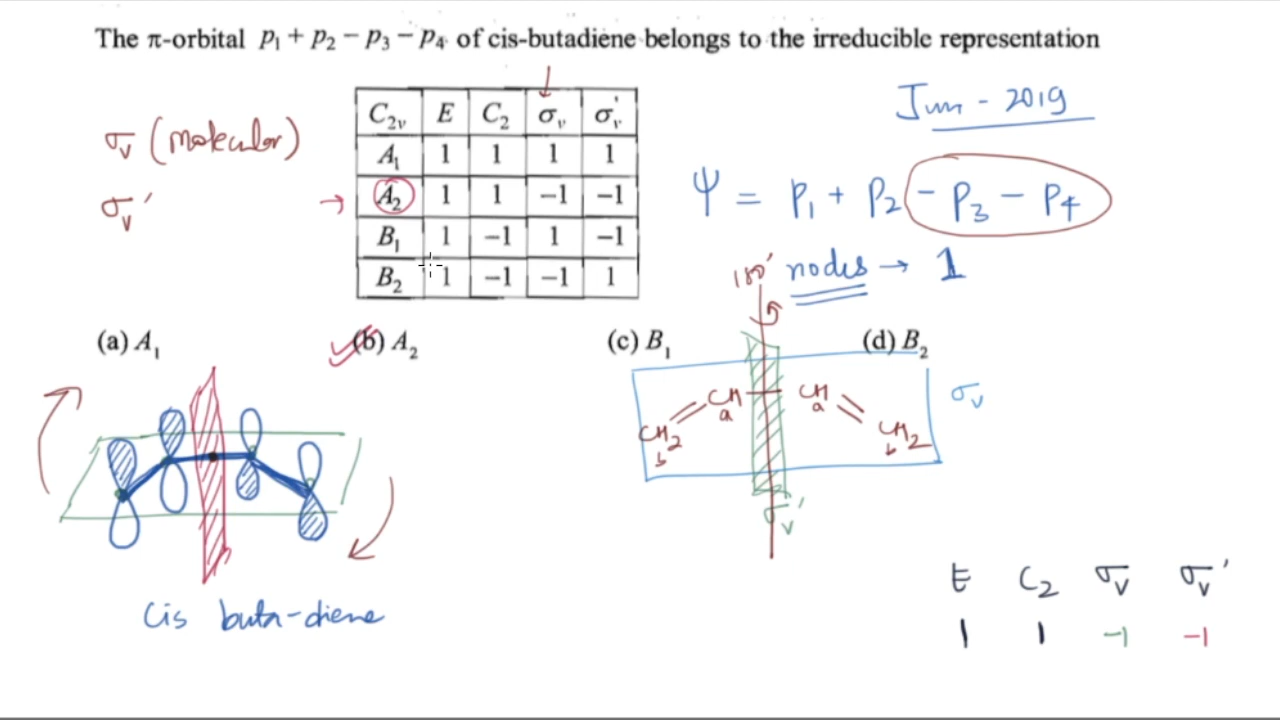 The π-orbital p₁ + p₂ − p₃ − p₄ of cis-butadiene belongs to the irreducible representation
Jun - 2019
σᵥ (molecular)
σᵥ′
C₂ᵥ E C₂ σᵥ σᵥ′
A₁ 1 1 1 1
A₂ 1 1 −1 −1
B₁ 1 −1 1 −1
B₂ 1 −1 −1 1
Ψ = p₁ + p₂ − p₃ − p₄
nodes → 1
180°
(a) A₁ (b) A₂ (c) B₁ (d) B₂
CH CH
a a
CH₂ CH₂
b b
σᵥ
σᵥ′
cis buta-diene
E C₂ σᵥ σᵥ′
1 1 −1 −1